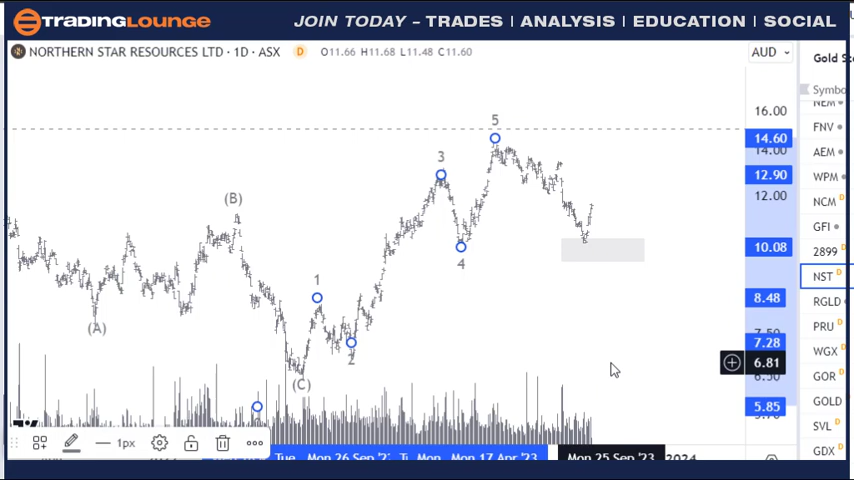 TRADINGLOUNGE
JOIN TODAY - TRADES | ANALYSIS | EDUCATION | SOCIAL
NORTHERN STAR RESOURCES LTD · 1D · ASX D O11.66 H11.68 L11.48 C11.60
AUD
Gold
Symbo
NEM
FNV
AEM
WPM
NCM D
GFI
2899 D
NST D
RGLD
PRU D
WGX D
GOR D
GOLD
SVL D
GDX
16.00
14.60
14.00
12.90
12.00
10.08
8.48
7.28
6.81
5.85
(A)
(B)
(C)
1
2
3
4
5
1px
Tue
Mon 26 Sep
Mon
Mon 17 Apr '23
Mon 25 Sep '23
2024